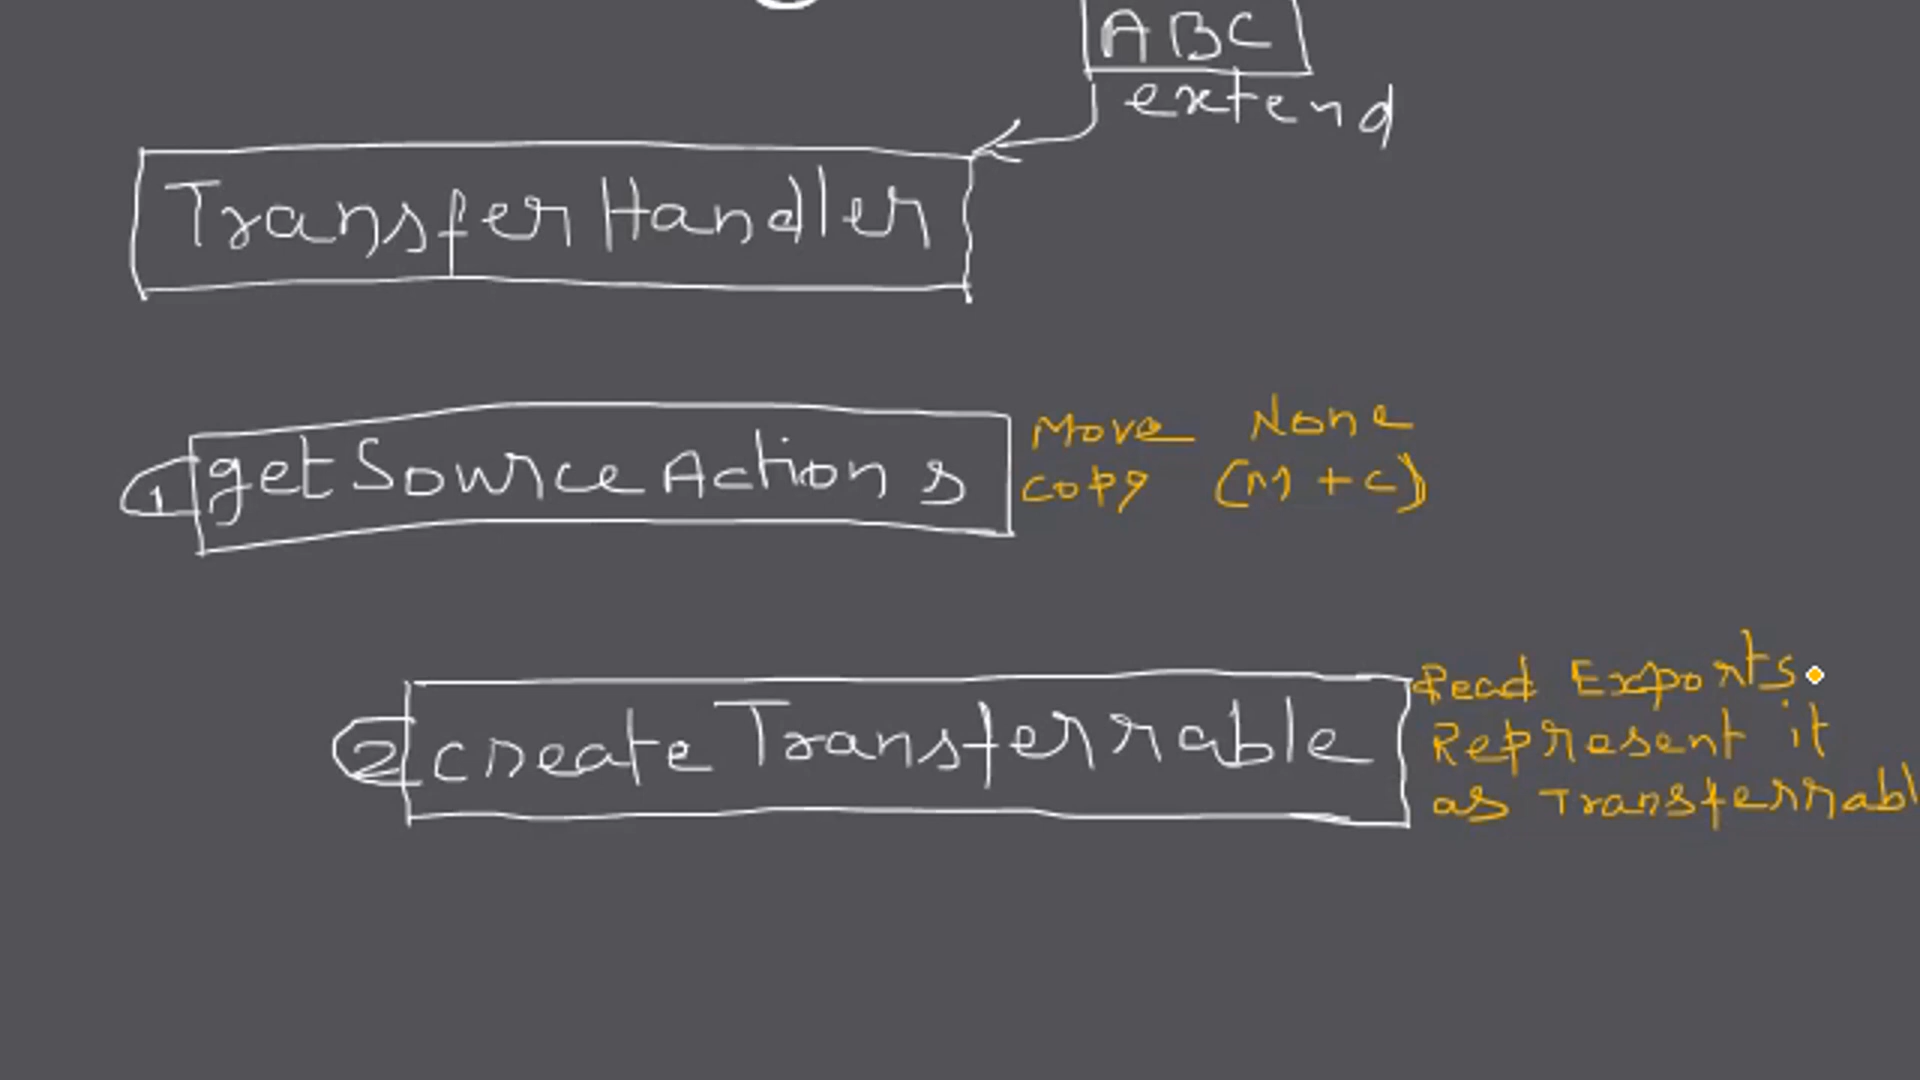 ABC
extend
TransferHandler
1 getSourceActions
Move None
copy (M+C)
2 createTransferrable
Read Exports.
Represent it
as Transferrabl